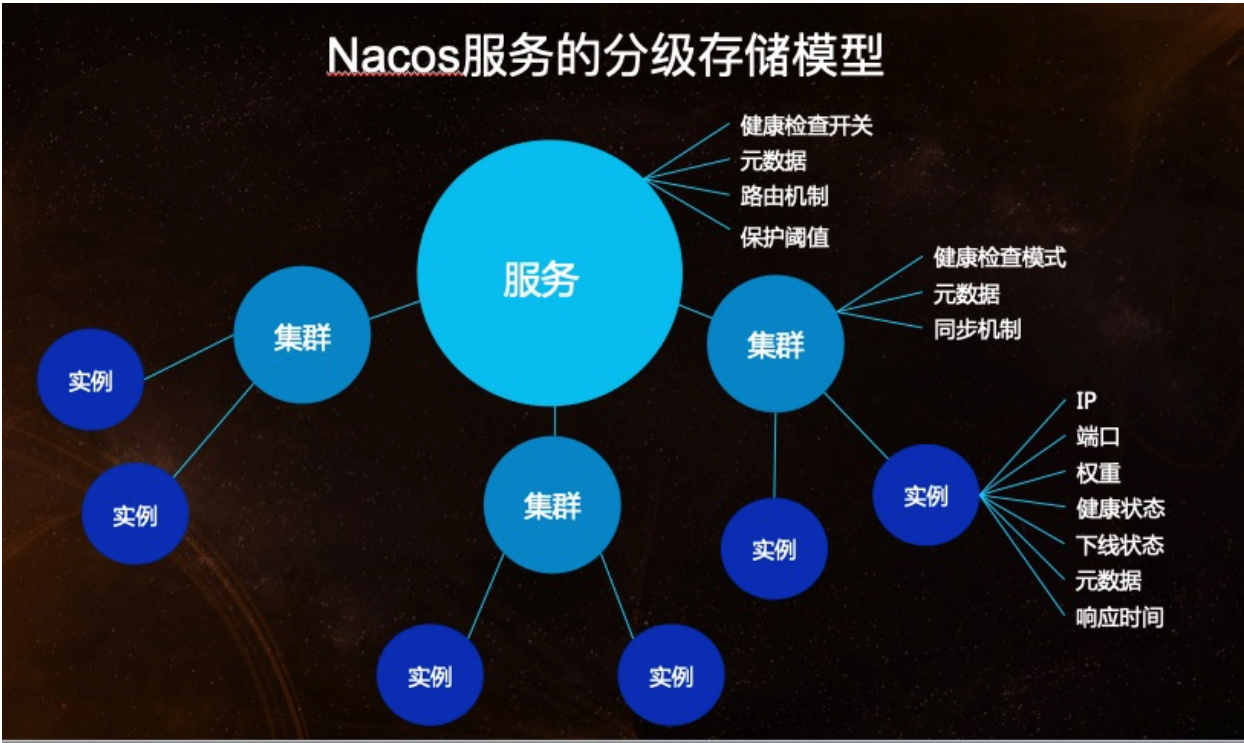 Nacos服务的分级存储模型
健康检查开关
元数据
路由机制
保护阈值
服务
健康检查模式
元数据
同步机制
集群
集群
实例
IP
端口
权重
健康状态
下线状态
元数据
响应时间
实例
实例
集群
实例
实例
实例